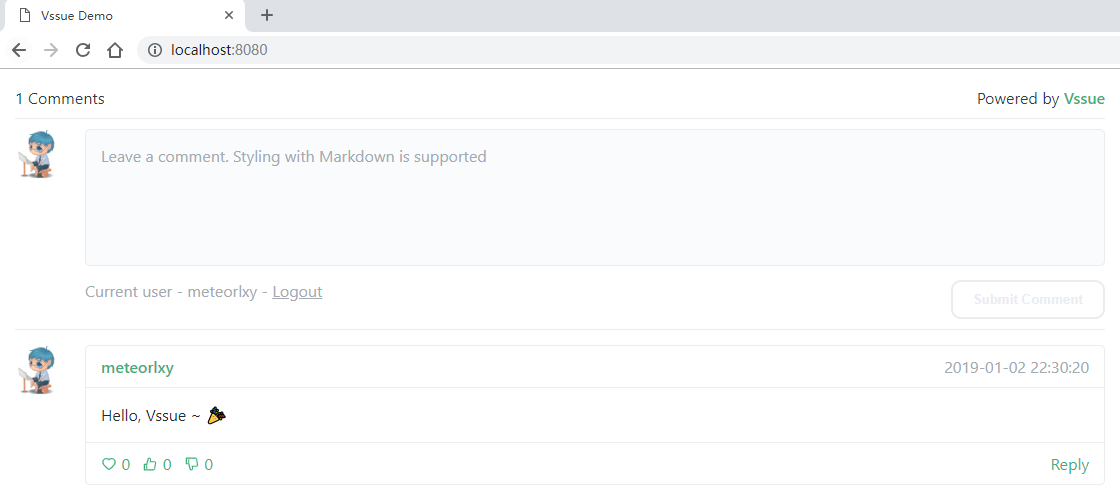 Vssue Demo
localhost:8080
1 Comments Powered by Vssue
Leave a comment. Styling with Markdown is supported
Current user - meteorlxy - Logout Submit Comment
meteorlxy 2019-01-02 22:30:20
Hello, Vssue ~ 🎉
0 0 0 Reply